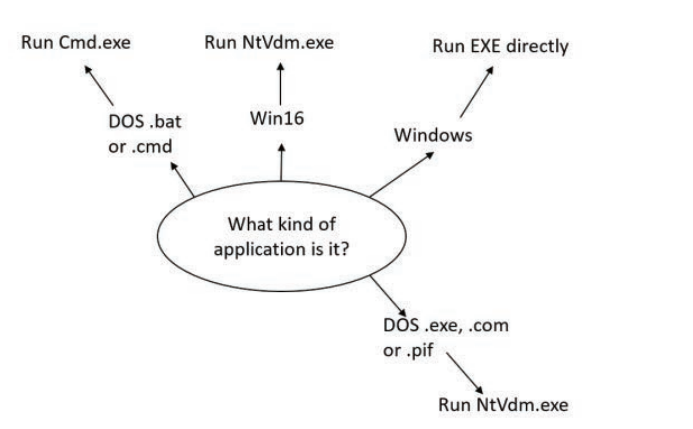 Run Cmd.exe
Run NtVdm.exe
Run EXE directly
DOS .bat
or .cmd
Win16
Windows
What kind of
application is it?
DOS .exe, .com
or .pif
Run NtVdm.exe